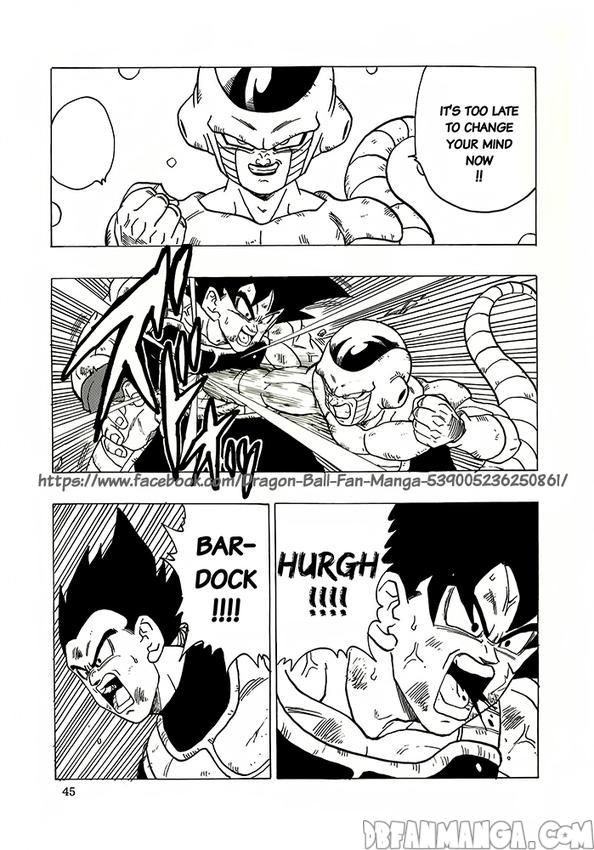 IT'S TOO LATE
TO CHANGE
YOUR MIND
NOW
!!
https://www.facebook.com/Dragon-Ball-Fan-Manga-539005236250861/
HURGH
!!!!
BAR-
DOCK
!!!!
45
DBFANMANGA.COM